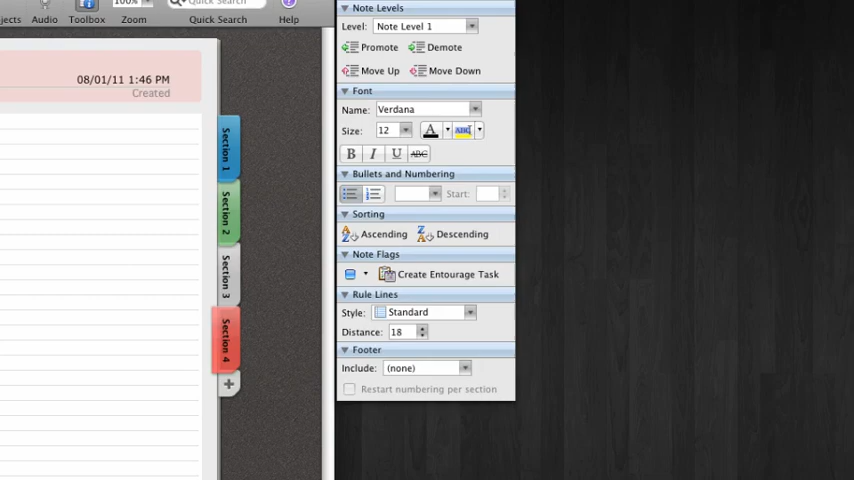 jects Audio Toolbox Zoom Quick Search Help
100%
Quick Search
08/01/11 1:46 PM
Created
Section 1
Section 2
Section 3
Section 4
+
Note Levels
Level: Note Level 1
Promote Demote
Move Up Move Down
Font
Name: Verdana
Size: 12 A ABC
B I U ABC
Bullets and Numbering
Start:
Sorting
A Z Ascending Z A Descending
Note Flags
Create Entourage Task
Rule Lines
Style: Standard
Distance: 18
Footer
Include: (none)
Restart numbering per section